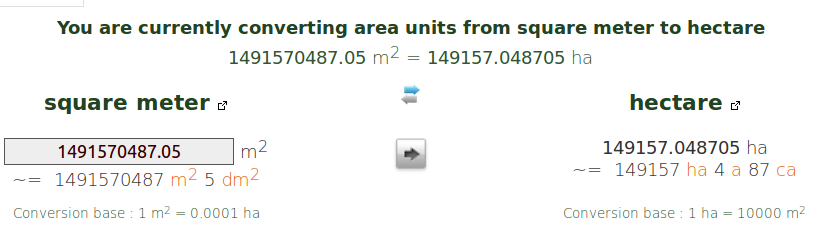 You are currently converting area units from square meter to hectare
1491570487.05 m² = 149157.048705 ha
square meter
hectare
1491570487.05 m²
149157.048705 ha
~= 1491570487 m² 5 dm²
~= 149157 ha 4 a 87 ca
Conversion base : 1 m² = 0.0001 ha
Conversion base : 1 ha = 10000 m²